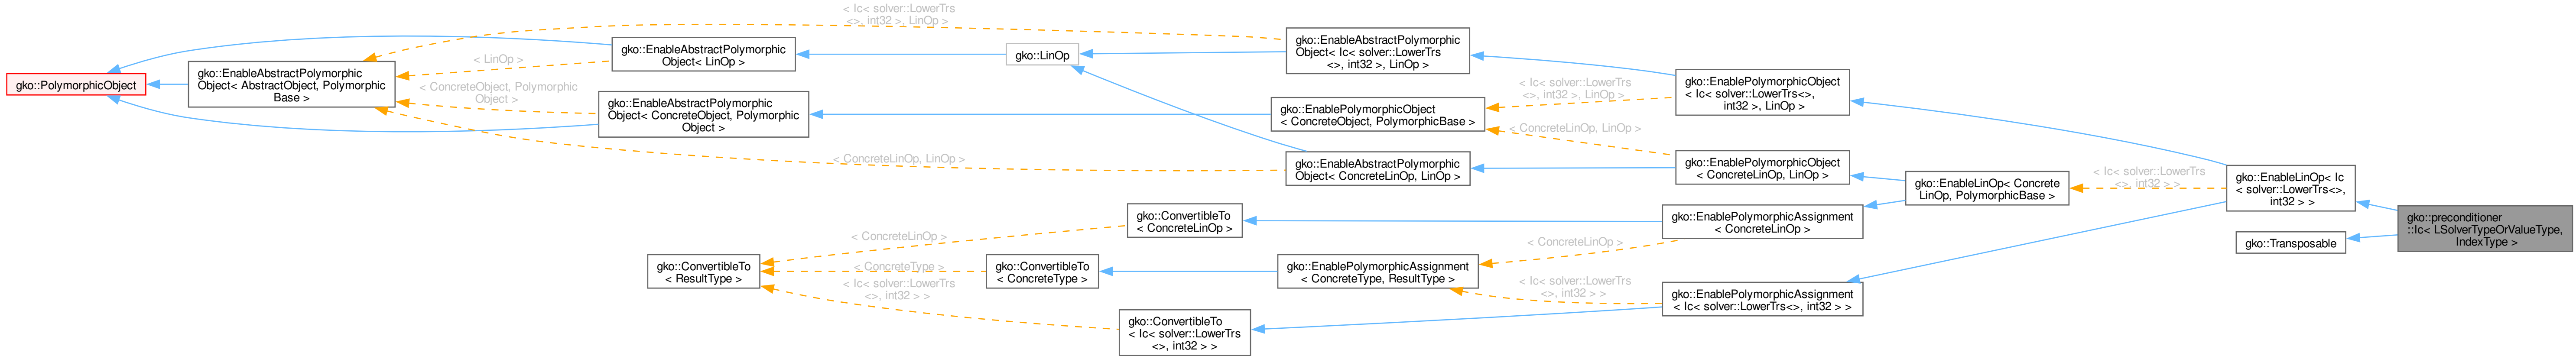 gko::PolymorphicObject
gko::EnableAbstractPolymorphic
Object< AbstractObject, Polymorphic
Base >
< Ic< solver::LowerTrs
<>, int32 >, LinOp >
< LinOp >
< ConcreteObject, Polymorphic
Object >
< ConcreteLinOp, LinOp >
gko::EnableAbstractPolymorphic
Object< LinOp >
gko::EnableAbstractPolymorphic
Object< ConcreteObject, Polymorphic
Object >
gko::LinOp
gko::EnableAbstractPolymorphic
Object< Ic< solver::LowerTrs
<>, int32 >, LinOp >
gko::EnablePolymorphicObject
< ConcreteObject, PolymorphicBase >
gko::EnableAbstractPolymorphic
Object< ConcreteLinOp, LinOp >
< Ic< solver::LowerTrs
<>, int32 >, LinOp >
< ConcreteLinOp, LinOp >
gko::EnablePolymorphicObject
< Ic< solver::LowerTrs<>,
int32 >, LinOp >
gko::EnablePolymorphicObject
< ConcreteLinOp, LinOp >
gko::EnableLinOp< Concrete
LinOp, PolymorphicBase >
< Ic< solver::LowerTrs
<>, int32 > >
gko::EnableLinOp< Ic
< solver::LowerTrs<>,
int32 > >
gko::Transposable
gko::preconditioner
::Ic< LSolverTypeOrValueType,
IndexType >
gko::ConvertibleTo
< ResultType >
< ConcreteLinOp >
< ConcreteType >
< Ic< solver::LowerTrs
<>, int32 > >
gko::ConvertibleTo
< ConcreteLinOp >
gko::ConvertibleTo
< ConcreteType >
gko::ConvertibleTo
< Ic< solver::LowerTrs
<>, int32 > >
gko::EnablePolymorphicAssignment
< ConcreteType, ResultType >
< ConcreteLinOp >
< Ic< solver::LowerTrs
<>, int32 > >
gko::EnablePolymorphicAssignment
< ConcreteLinOp >
gko::EnablePolymorphicAssignment
< Ic< solver::LowerTrs<>, int32 > >